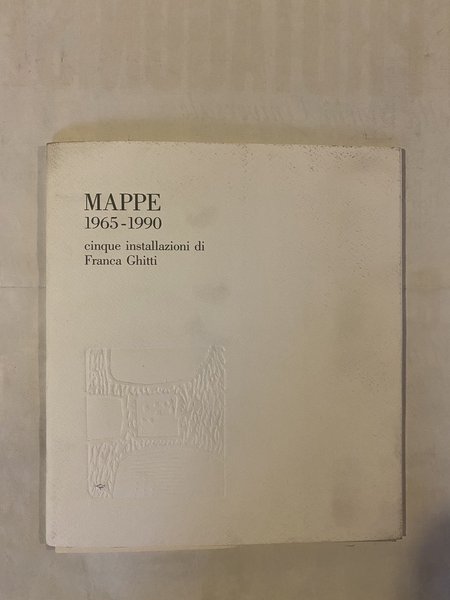 MAPPE
1965-1990
cinque installazioni di
Franca Ghitti